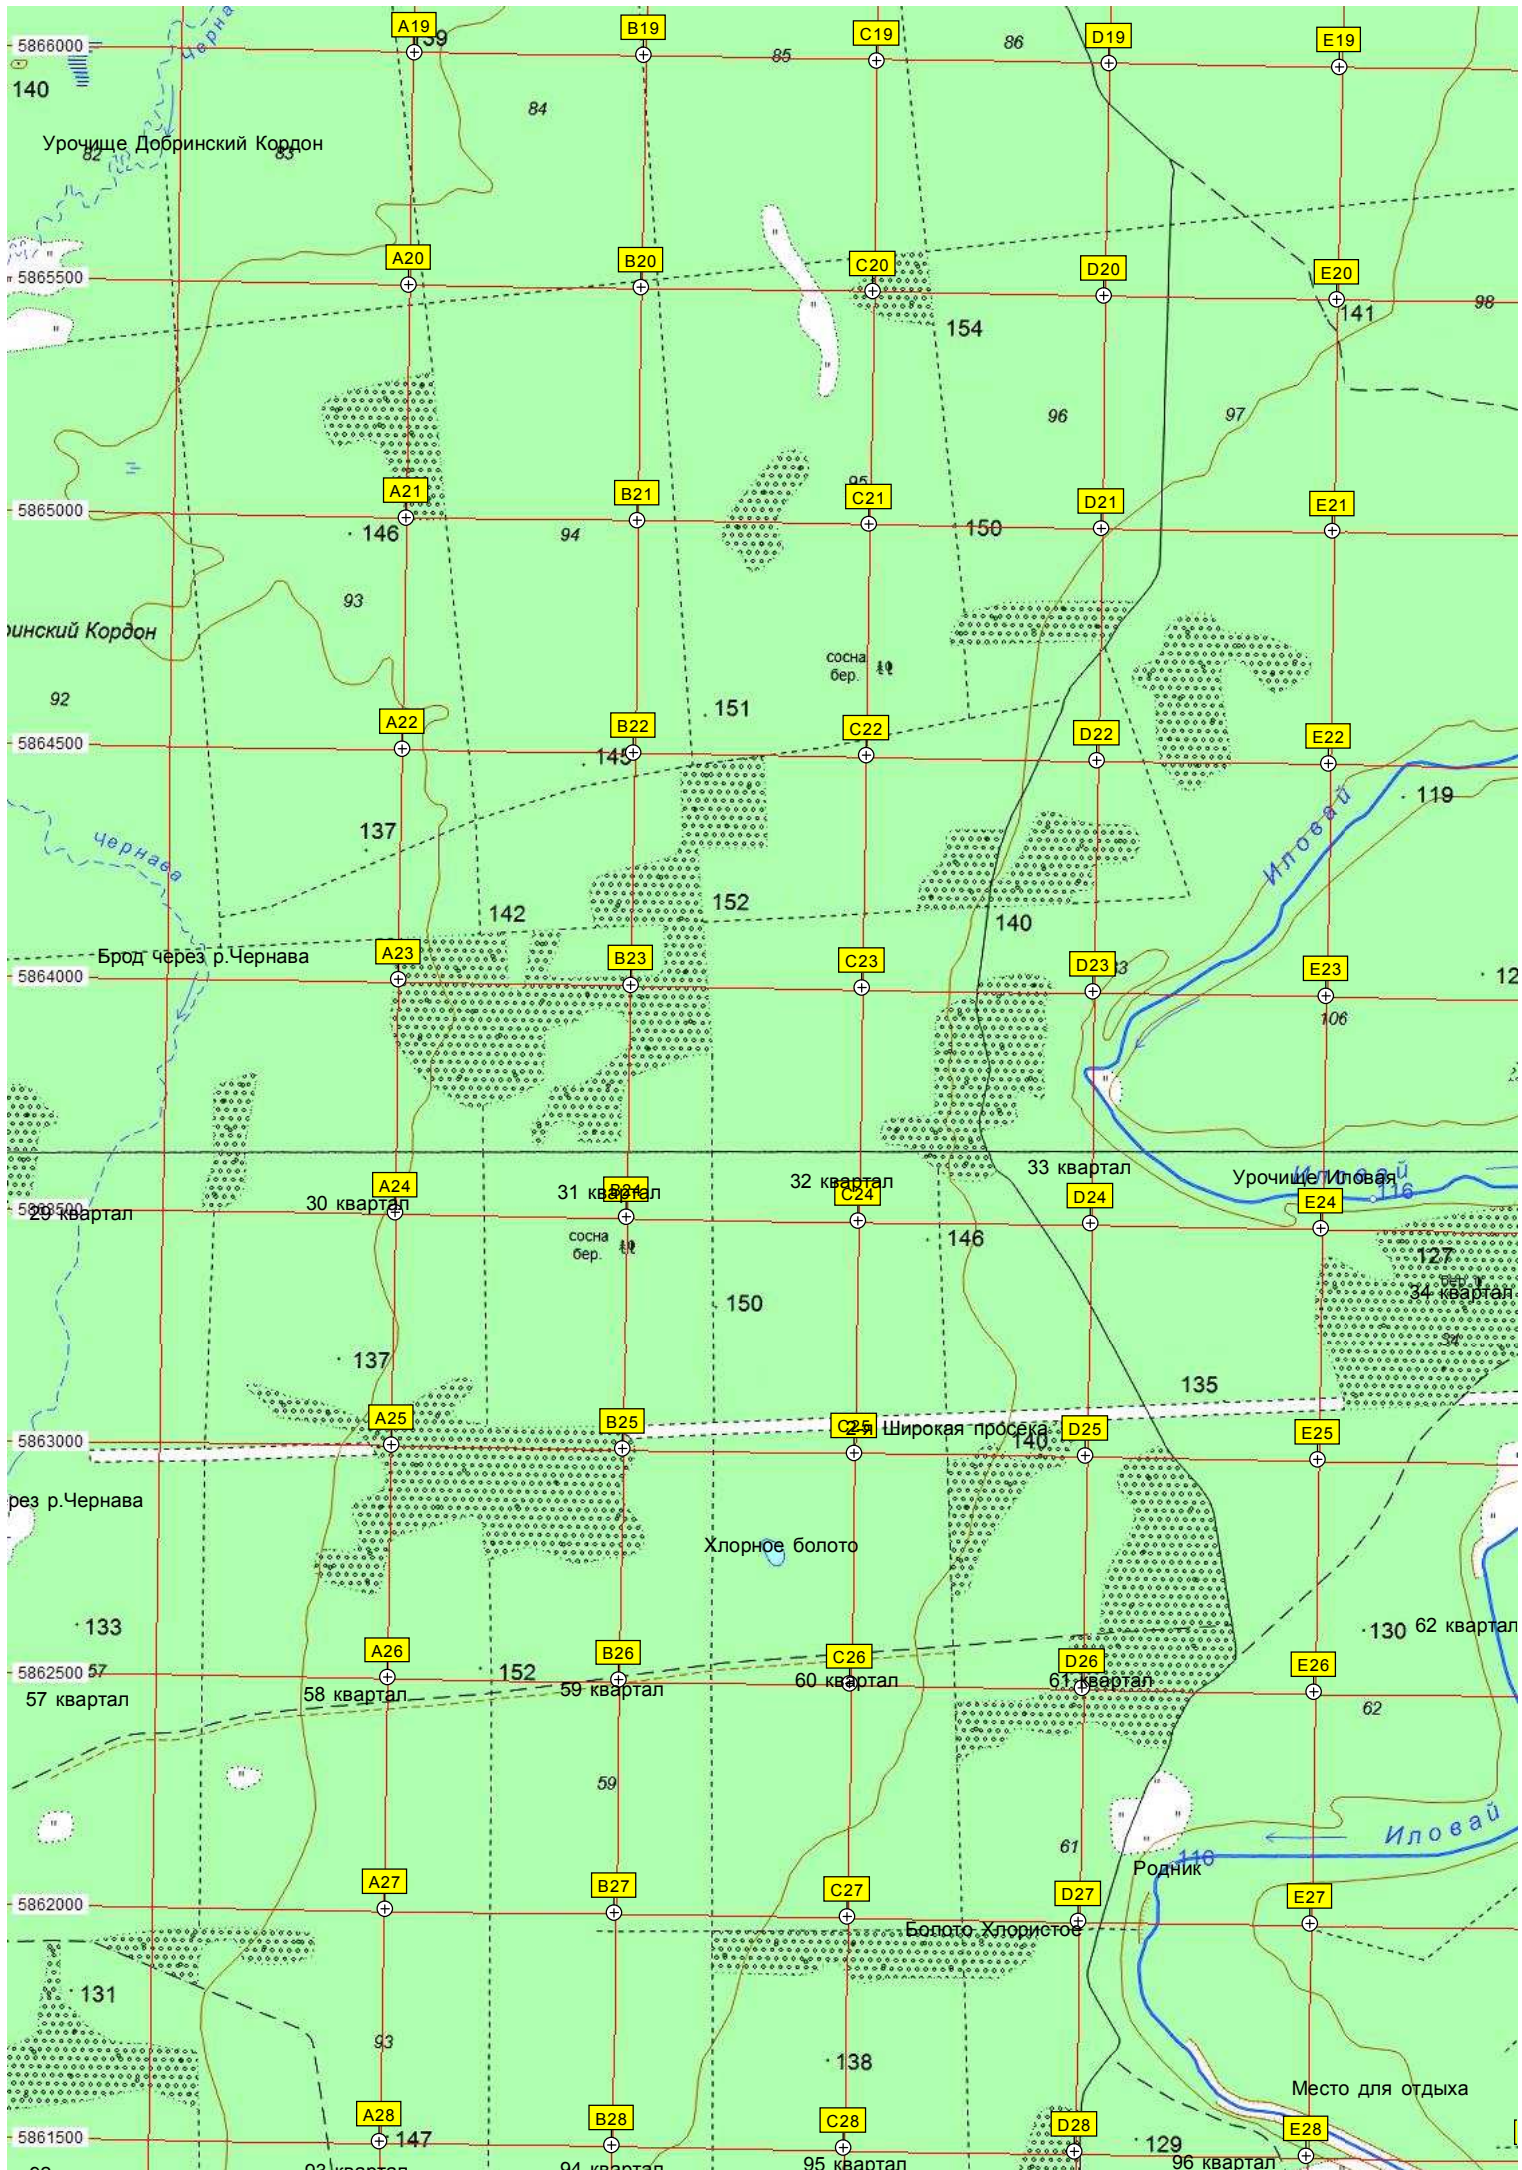 Черна
A19
B19
C19
D19
E19
39
86
5866000
85
140
84
Урочище Добринский Кордон
82
83
A20
B20
C20
D20
E20
5865500
98
141
154
96
97
95
A21
B21
C21
D21
E21
5865000
146
94
150
93
ринский Кордон
сосна
бер.
92
151
A22
B22
C22
D22
E22
5864500
145
119
Иловай
137
Чернава
152
142
140
Брод через р.Чернава
A23
B23
C23
D23
E23
5864000
12
106
33 квартал
32 квартал
Урочище Иловая
Иловай
A24
B24
C24
D24
E24
116
31 квартал
30 квартал
29 квартал
5863500
сосна
бер.
146
127
бер.
34 квартал
150
34
137
135
A25
B25
C25
D25
E25
2-я Широкая просека
140
5863000
рез р.Чернава
Хлорное болото
133
130
62 квартал
A26
B26
C26
D26
E26
5862500
57
152
57 квартал
58 квартал
59 квартал
60 квартал
61 квартал
62
59
Иловай
61
116
Родник
A27
B27
C27
D27
E27
5862000
Болото Хлористое
131
93
138
Место для отдыха
A28
B28
C28
D28
E28
5861500
147
129
93 квартал
94 квартал
95 квартал
96 квартал